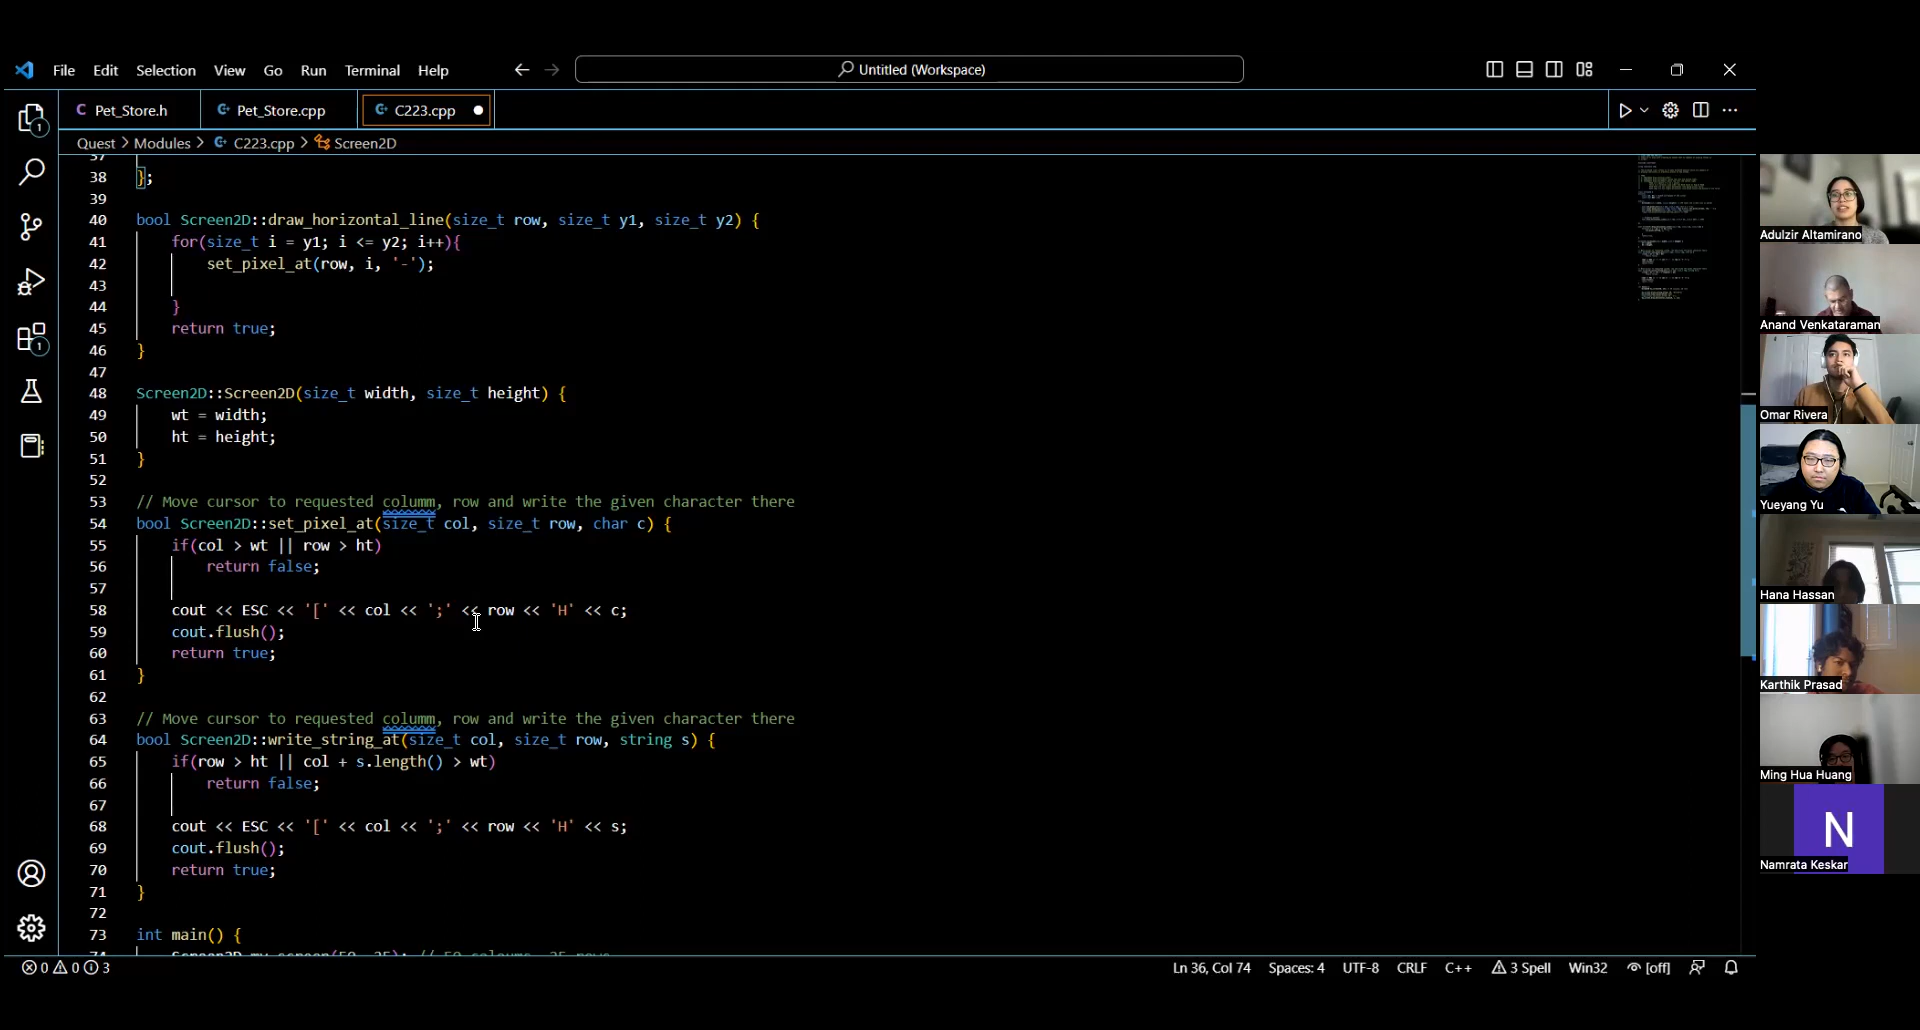 File Edit Selection View Go Run Terminal Help
Untitled (Workspace)
Pet_Store.h Pet_Store.cpp C223.cpp
Quest > Modules > C223.cpp > Screen2D
37
38 };
39
40 bool Screen2D::draw_horizontal_line(size_t row, size_t y1, size_t y2) {
41 for(size_t i = y1; i <= y2; i++){
42 set_pixel_at(row, i, '-');
43
44 }
45 return true;
46 }
47
48 Screen2D::Screen2D(size_t width, size_t height) {
49 wt = width;
50 ht = height;
51 }
52
53 // Move cursor to requested columm, row and write the given character there
54 bool Screen2D::set_pixel_at(size_t col, size_t row, char c) {
55 if(col > wt || row > ht)
56 return false;
57
58 cout << ESC << '[' << col << ';' << row << 'H' << c;
59 cout.flush();
60 return true;
61 }
62
63 // Move cursor to requested columm, row and write the given character there
64 bool Screen2D::write_string_at(size_t col, size_t row, string s) {
65 if(row > ht || col + s.length() > wt)
66 return false;
67
68 cout << ESC << '[' << col << ';' << row << 'H' << s;
69 cout.flush();
70 return true;
71 }
72
73 int main() {
1
1
0 0 3
Ln 36, Col 74 Spaces: 4 UTF-8 CRLF C++ 3 Spell Win32 [off]
Adulzir Altamirano
Anand Venkataraman
Omar Rivera
Yueyang Yu
Hana Hassan
Karthik Prasad
Ming Hua Huang
N
Namrata Keskar